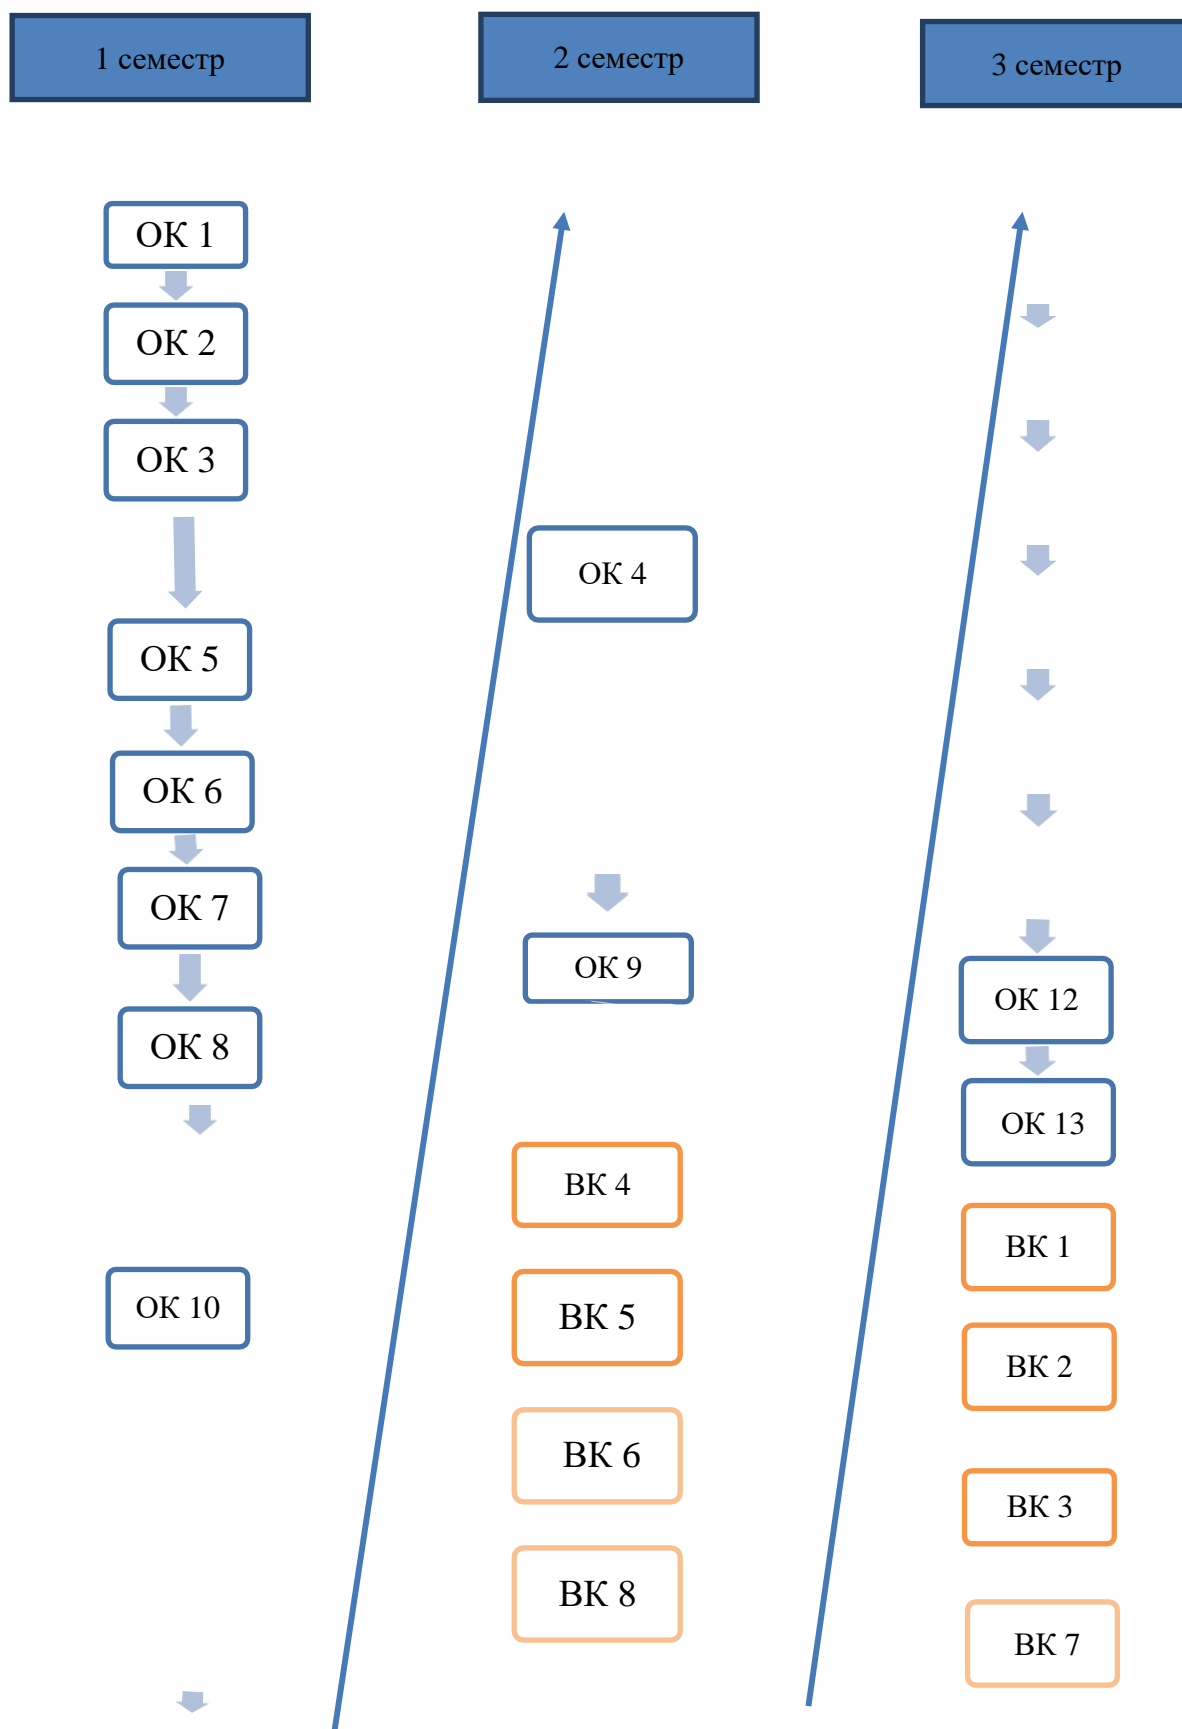 1 семестр
2 семестр
3 семестр
ОК 1
ОК 2
ОК 3
ОК 5
ОК 6
ОК 7
ОК 8
ОК 10
ОК 4
ОК 9
ВК 4
ВК 5
ВК 6
ВК 8
ОК 12
ОК 13
ВК 1
ВК 2
ВК 3
ВК 7